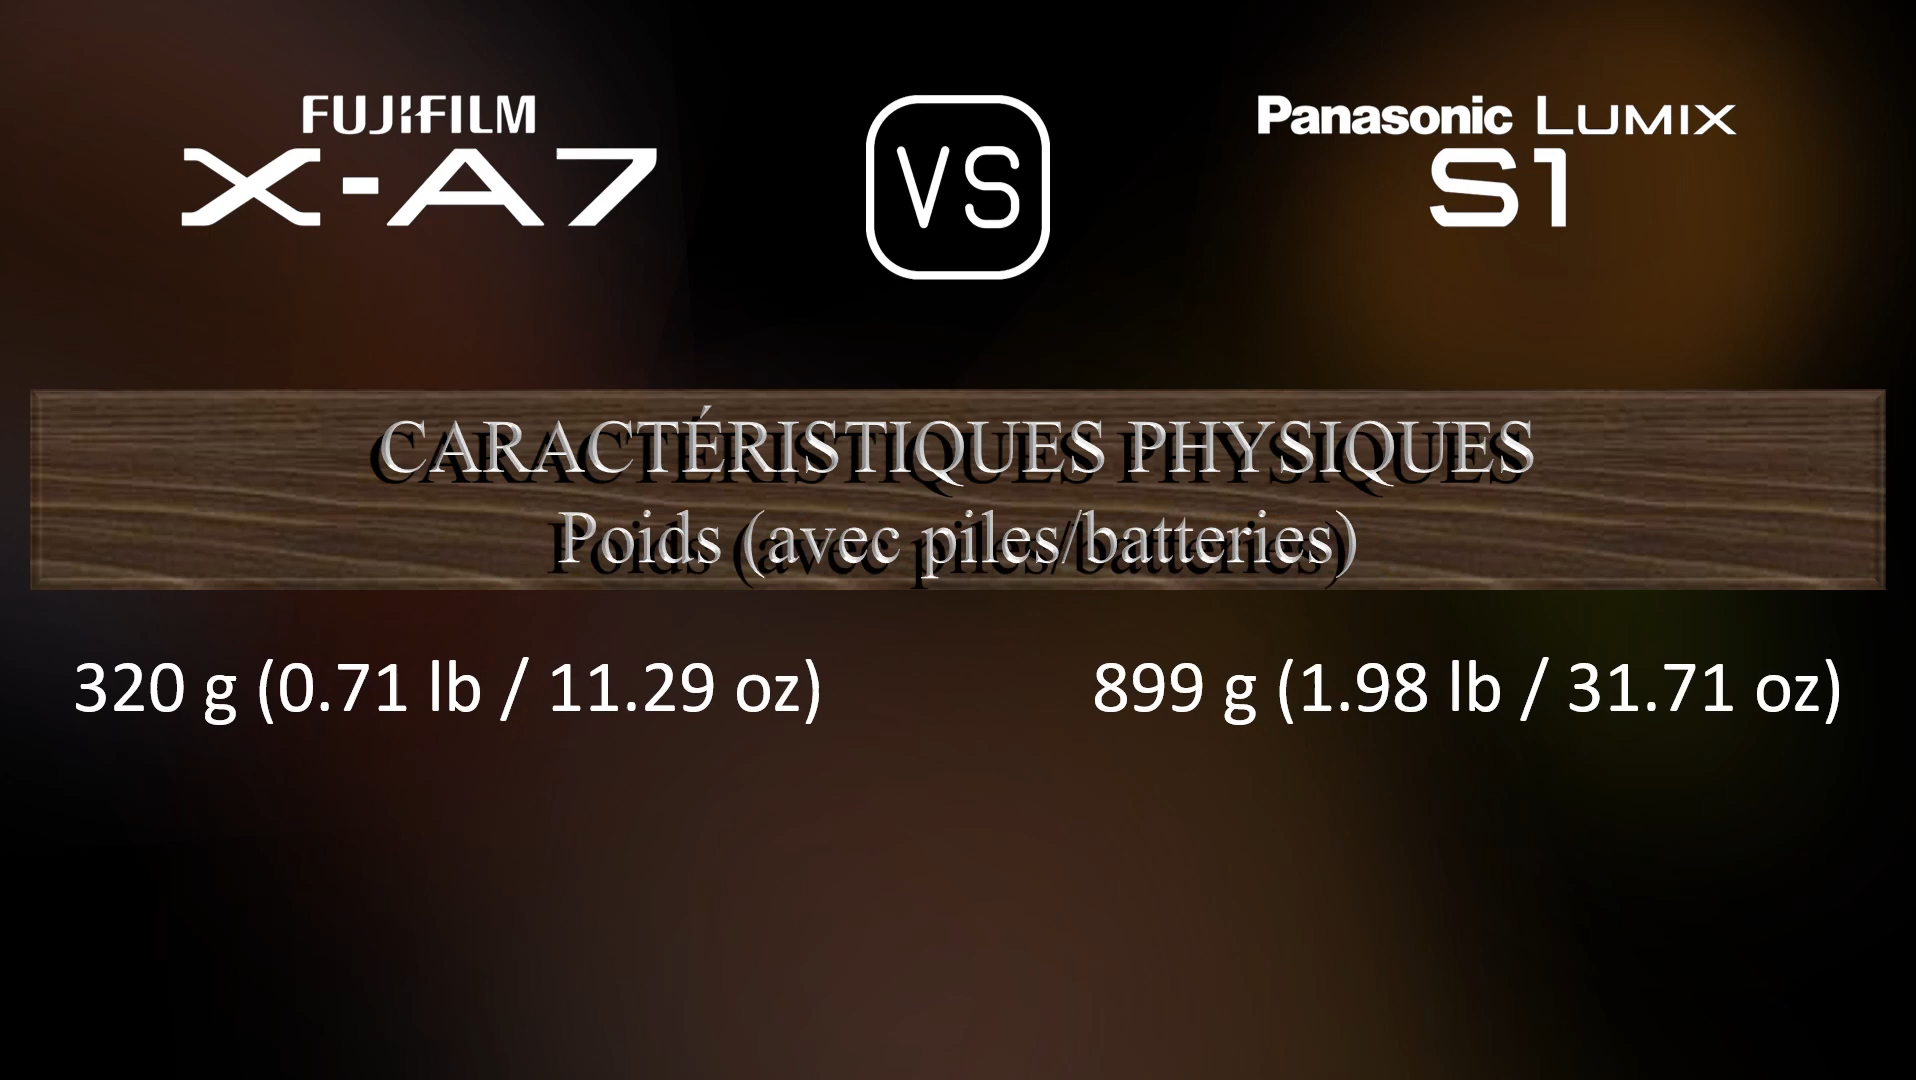 FUJIFILM
X-A7
VS
Panasonic LUMIX
S1
CARACTÉRISTIQUES PHYSIQUES
Poids (avec piles/batteries)
320 g (0.71 lb / 11.29 oz)
899 g (1.98 lb / 31.71 oz)